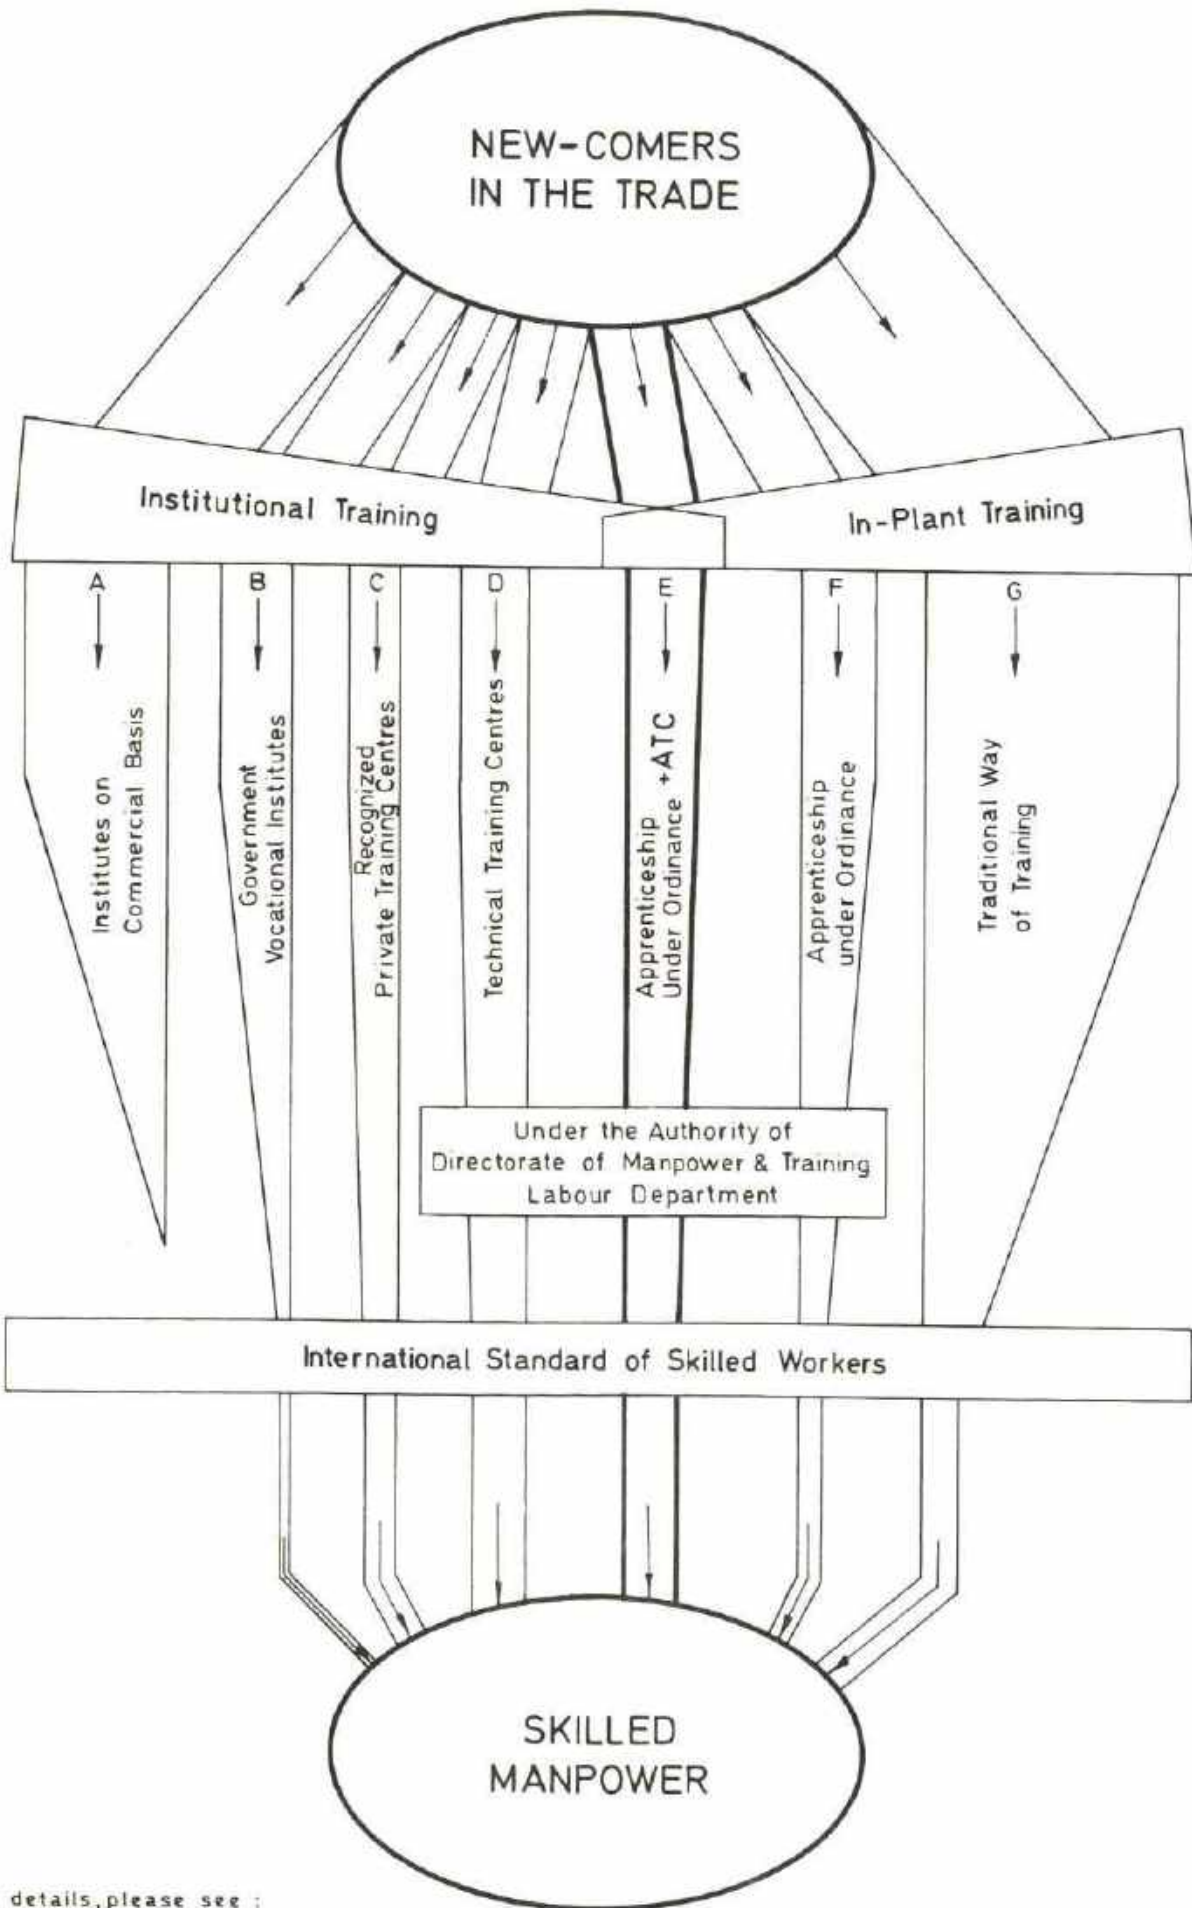 NEW-COMERS
IN THE TRADE
Institutional Training
In-Plant Training
A
B
C
D
E
F
G
Institutes on
Commercial Basis
Government
Vocational Institutes
Recognized
Private Training Centres
Technical Training Centres
Apprenticeship
Under Ordinance +ATC
Apprenticeship
under Ordinance
Traditional Way
of Training
Under the Authority of
Directorate of Manpower & Training
Labour Department
International Standard of Skilled Workers
SKILLED
MANPOWER
details, please see :